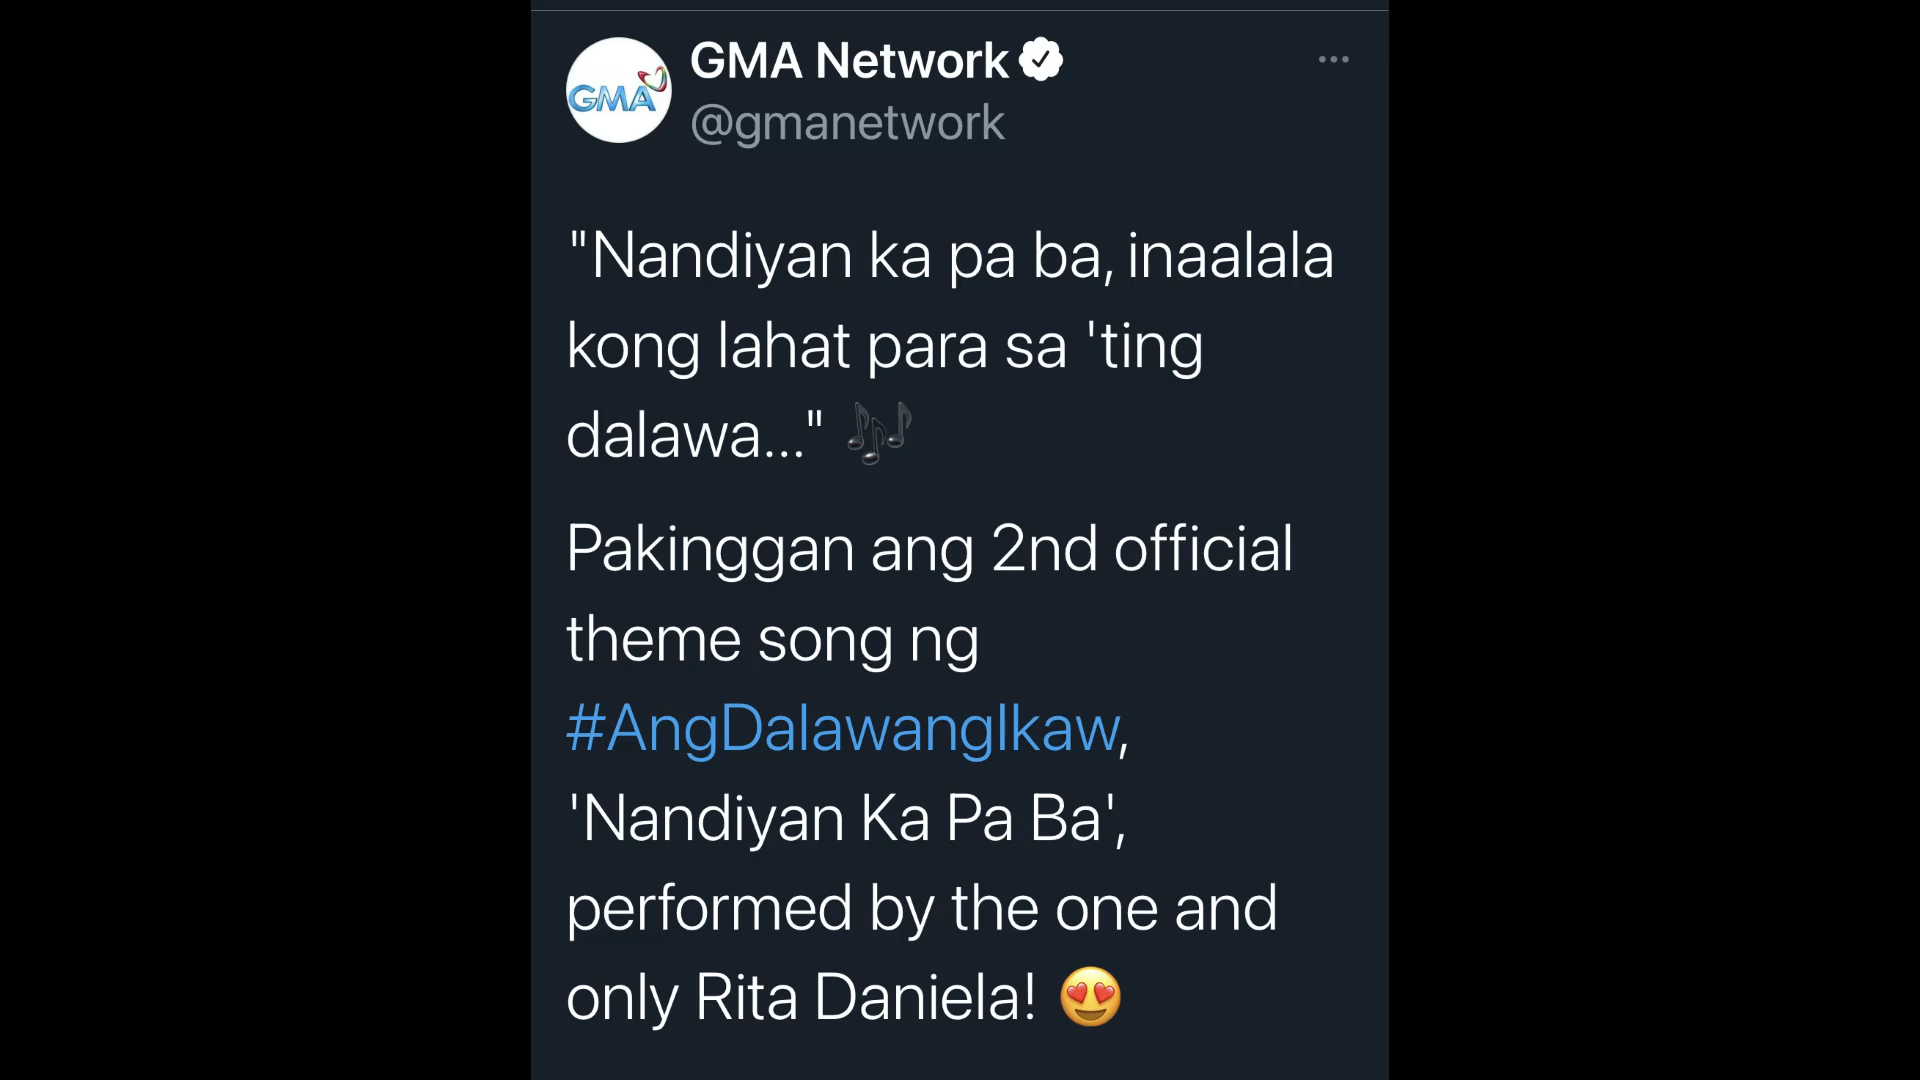 GMA
GMA Network
@gmanetwork
"Nandiyan ka pa ba, inaalala
kong lahat para sa 'ting
dalawa..." 🎶
Pakinggan ang 2nd official
theme song ng
#AngDalawangIkaw,
'Nandiyan Ka Pa Ba',
performed by the one and
only Rita Daniela! 😍